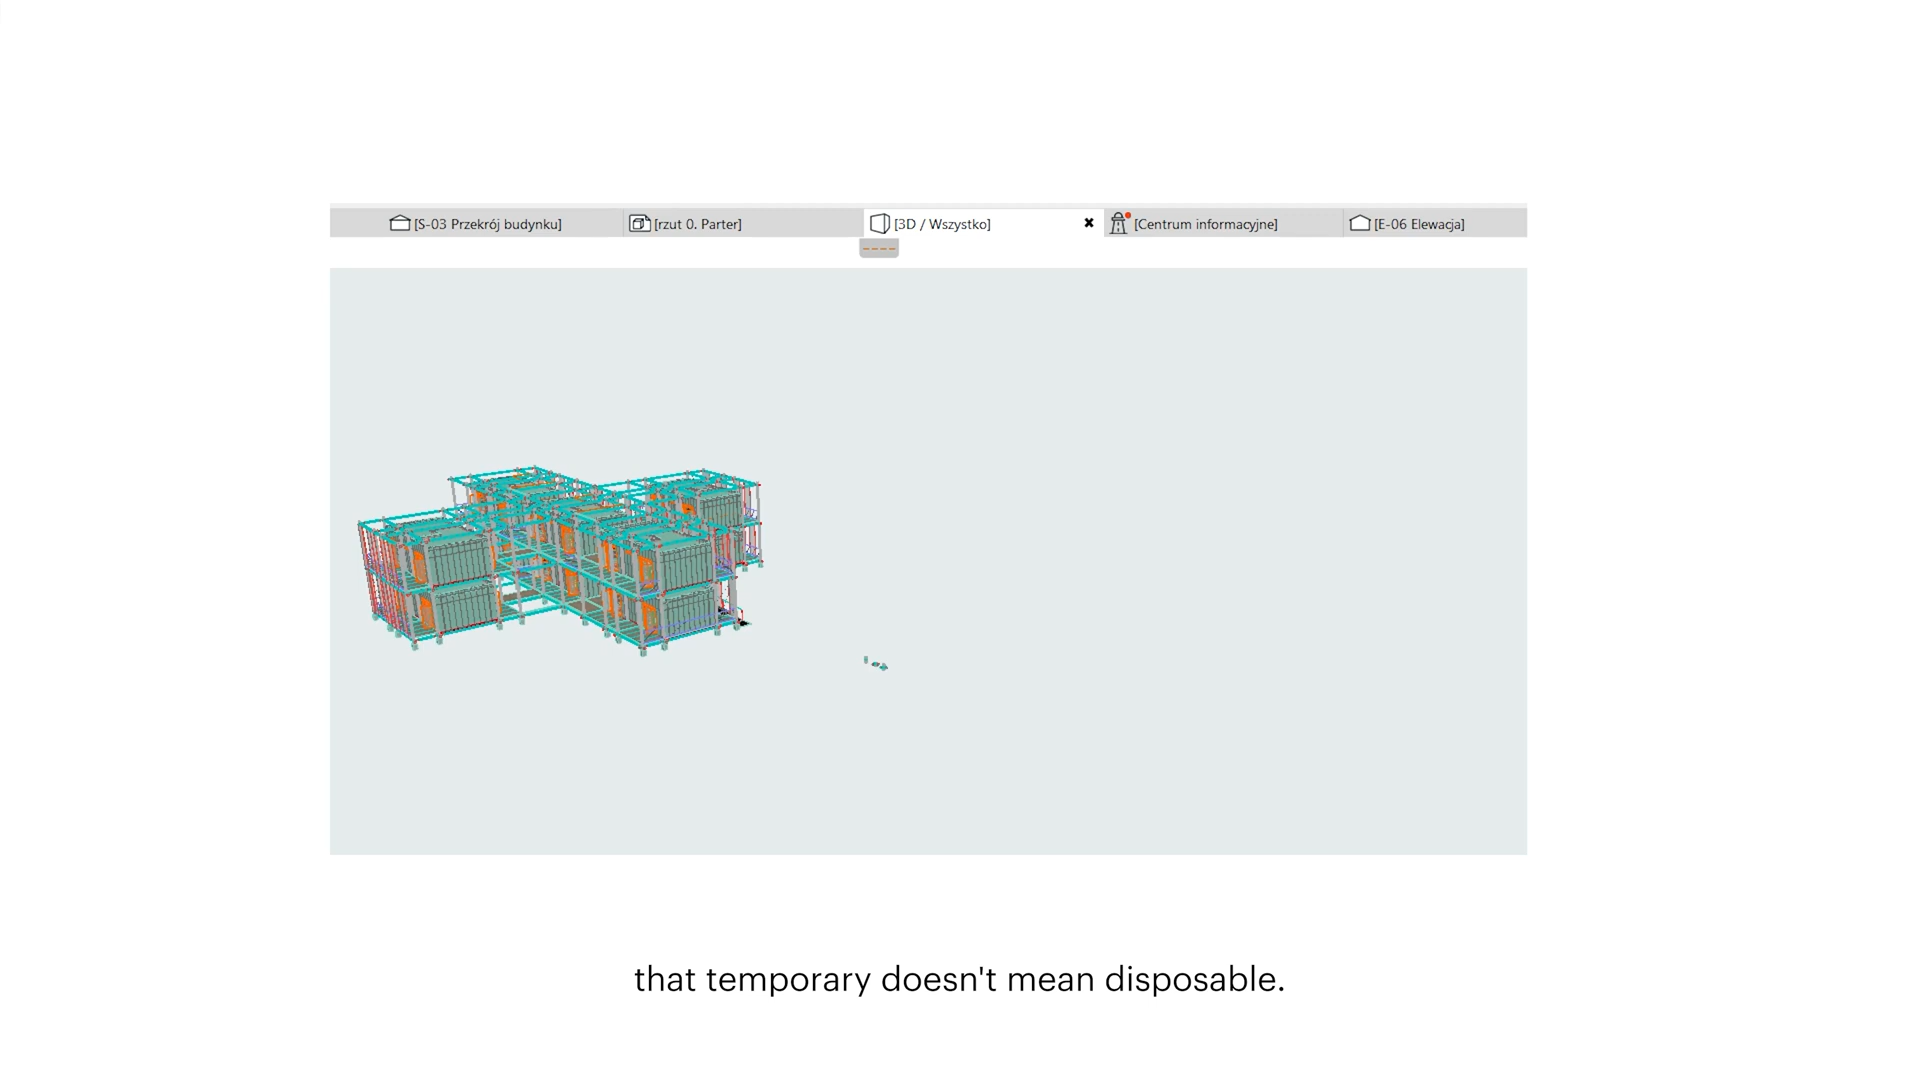 [S-03 Przekrój budynku]
[rzut 0. Parter]
[3D / Wszystko]
[Centrum informacyjne]
[E-06 Elewacja]
that temporary doesn't mean disposable.